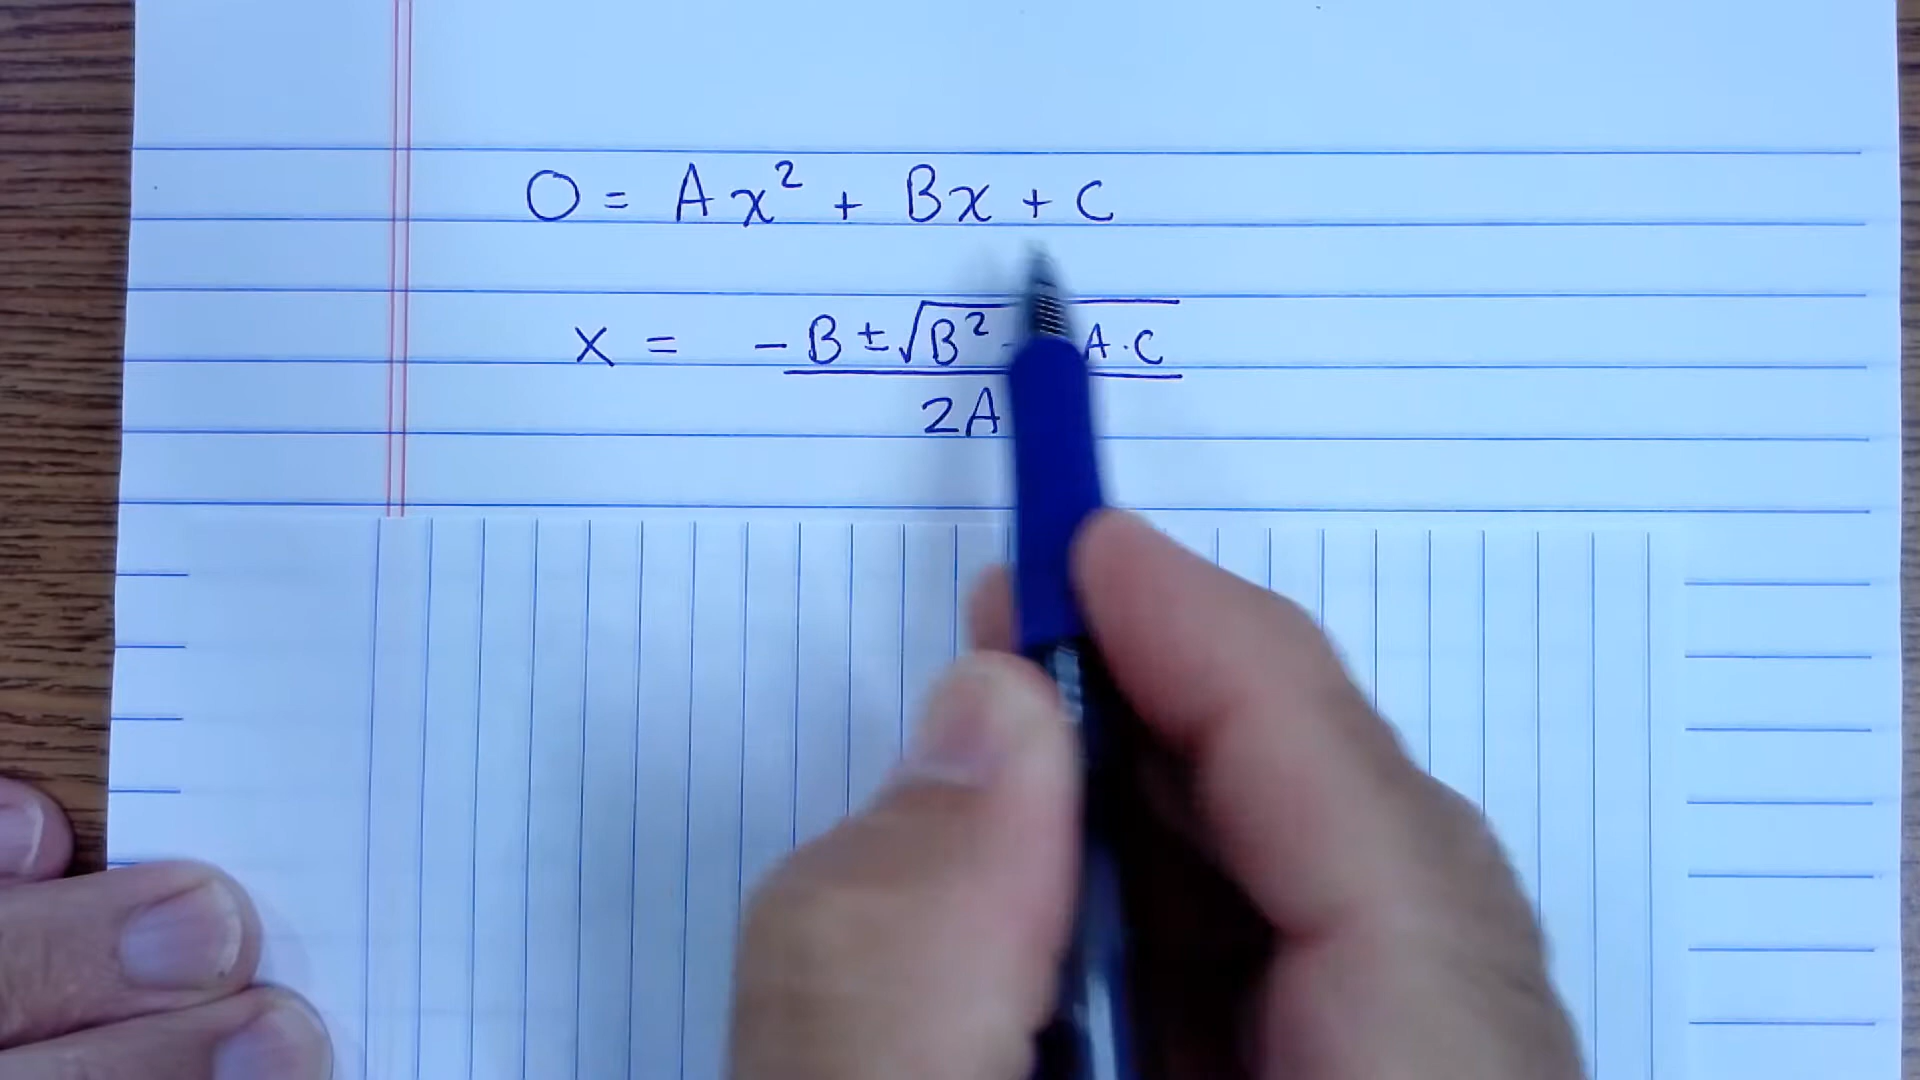 0 = Ax² + Bx + C
x = -B ± √B² - A · C
2A